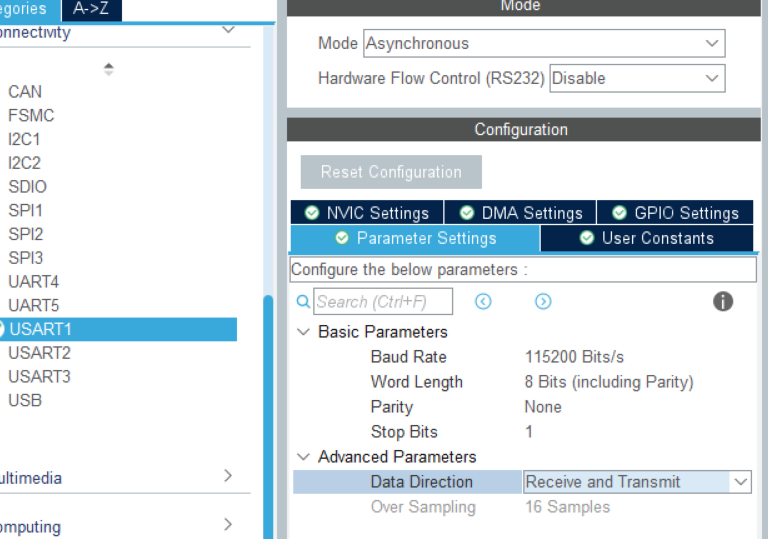 egories A->Z
onnectivity
CAN
FSMC
I2C1
I2C2
SDIO
SPI1
SPI2
SPI3
UART4
UART5
USART1
USART2
USART3
USB
ultimedia
omputing
Mode
Mode Asynchronous
Hardware Flow Control (RS232) Disable
Configuration
Reset Configuration
NVIC Settings DMA Settings GPIO Settings
Parameter Settings User Constants
Configure the below parameters :
Search (Ctrl+F)
Basic Parameters
Baud Rate 115200 Bits/s
Word Length 8 Bits (including Parity)
Parity None
Stop Bits 1
Advanced Parameters
Data Direction Receive and Transmit
Over Sampling 16 Samples